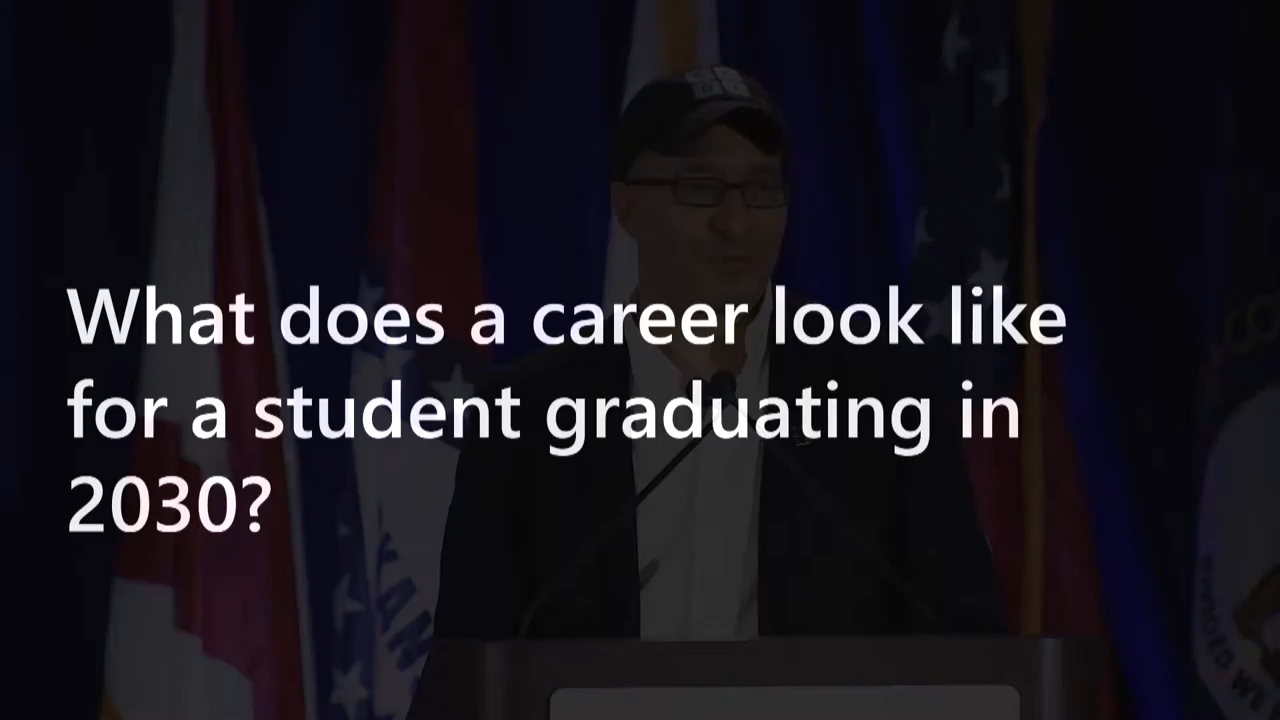 What does a career look like
for a student graduating in
2030?